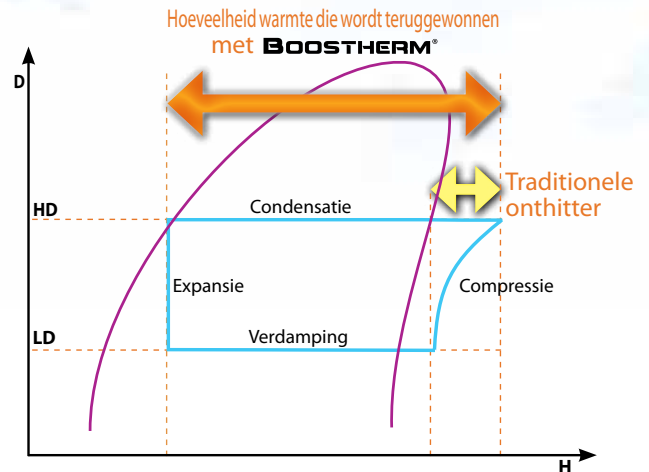 Hoeveelheid warmte die wordt teruggewonnen
met BOOSTHERM®
D
Traditionele
onthitter
HD
Condensatie
Expansie
Compressie
Verdamping
LD
H